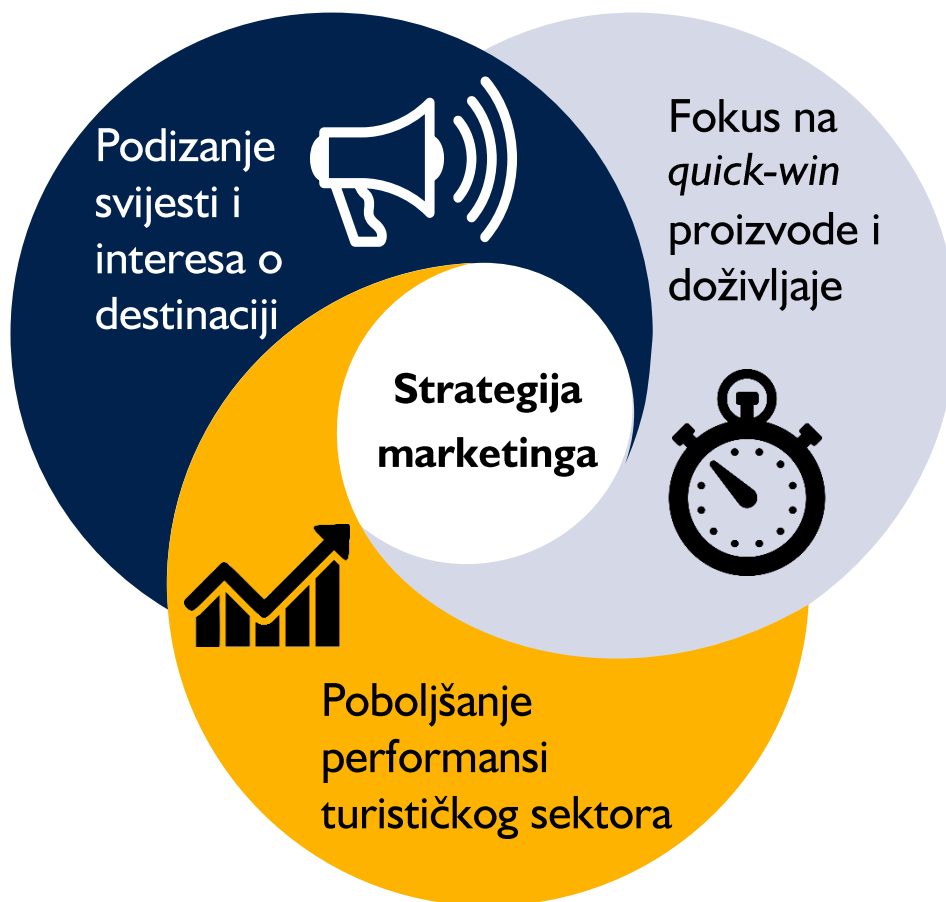 Podizanje
svijesti i
interesa o
destinaciji
Fokus na
quick-win
proizvode i
doživljaje
Strategija
marketinga
Poboljšanje
performansi
turističkog sektora